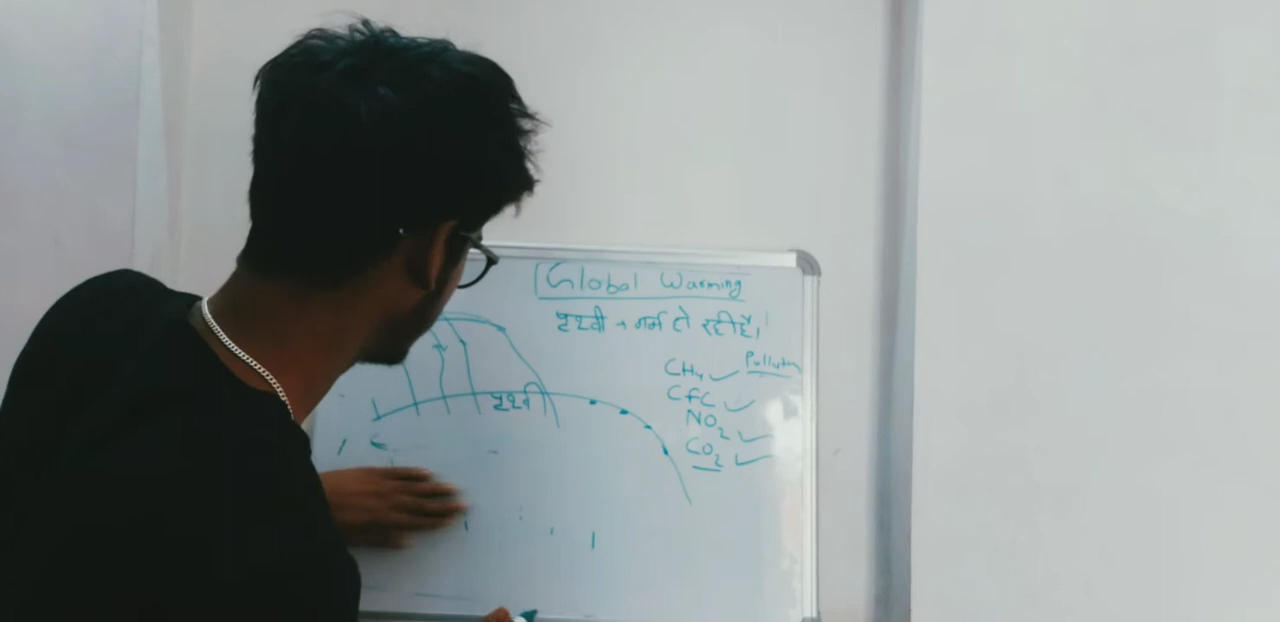 Global Warming
पृथ्वी → गर्म हो रही है।
Pollution
CH4 ✓
CFC ✓
NO2 ✓
CO2 ✓
पृथ्वी